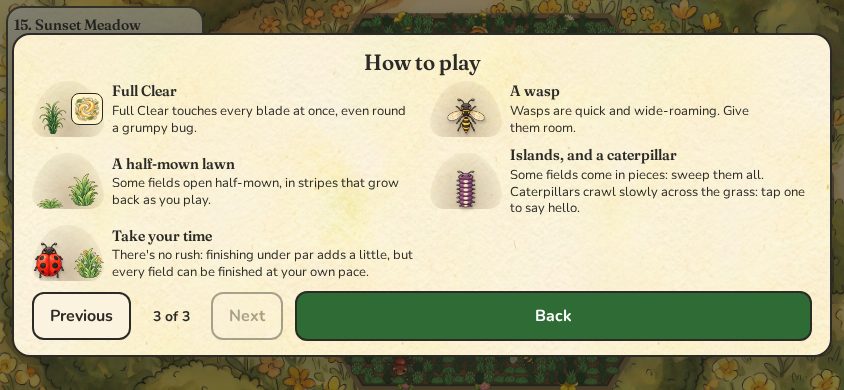 15. Sunset Meadow
How to play
Full Clear
Full Clear touches every blade at once, even round
a grumpy bug.
A half-mown lawn
Some fields open half-mown, in stripes that grow
back as you play.
Take your time
There's no rush: finishing under par adds a little, but
every field can be finished at your own pace.
A wasp
Wasps are quick and wide-roaming. Give
them room.
Islands, and a caterpillar
Some fields come in pieces: sweep them all.
Caterpillars crawl slowly across the grass: tap one
to say hello.
Previous
3 of 3
Next
Back